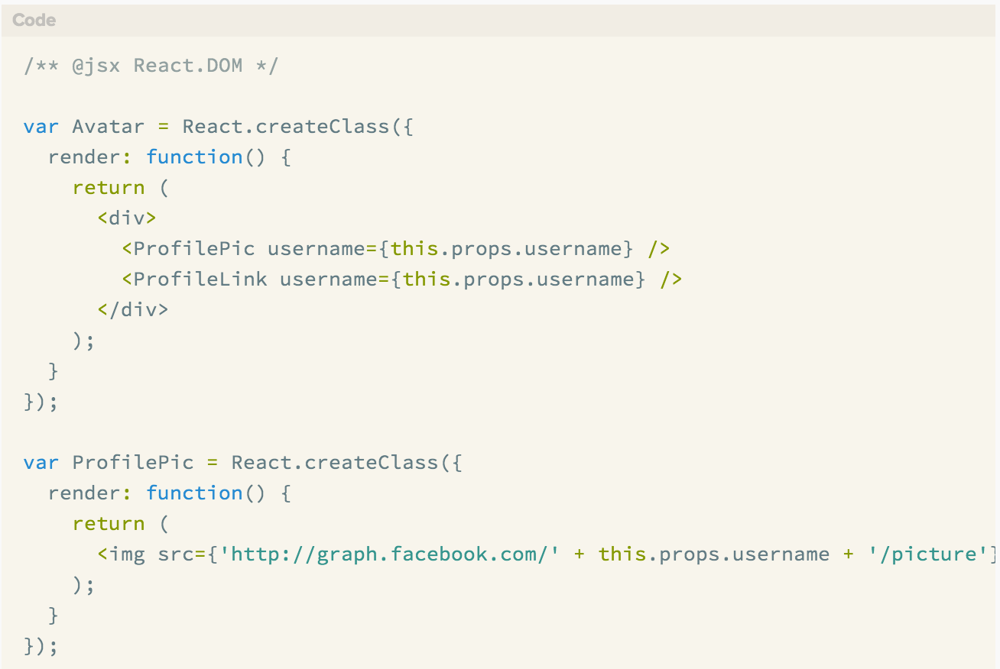 Code
/** @jsx React.DOM */
var Avatar = React.createClass({
  render: function() {
    return (
      <div>
        <ProfilePic username={this.props.username} />
        <ProfileLink username={this.props.username} />
      </div>
    );
  }
});
var ProfilePic = React.createClass({
  render: function() {
    return (
      <img src={'http://graph.facebook.com/' + this.props.username + '/picture'}
    );
  }
});